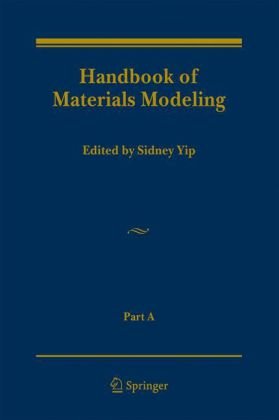 Handbook of
Materials Modeling
Edited by Sidney Yip
Part A
Springer